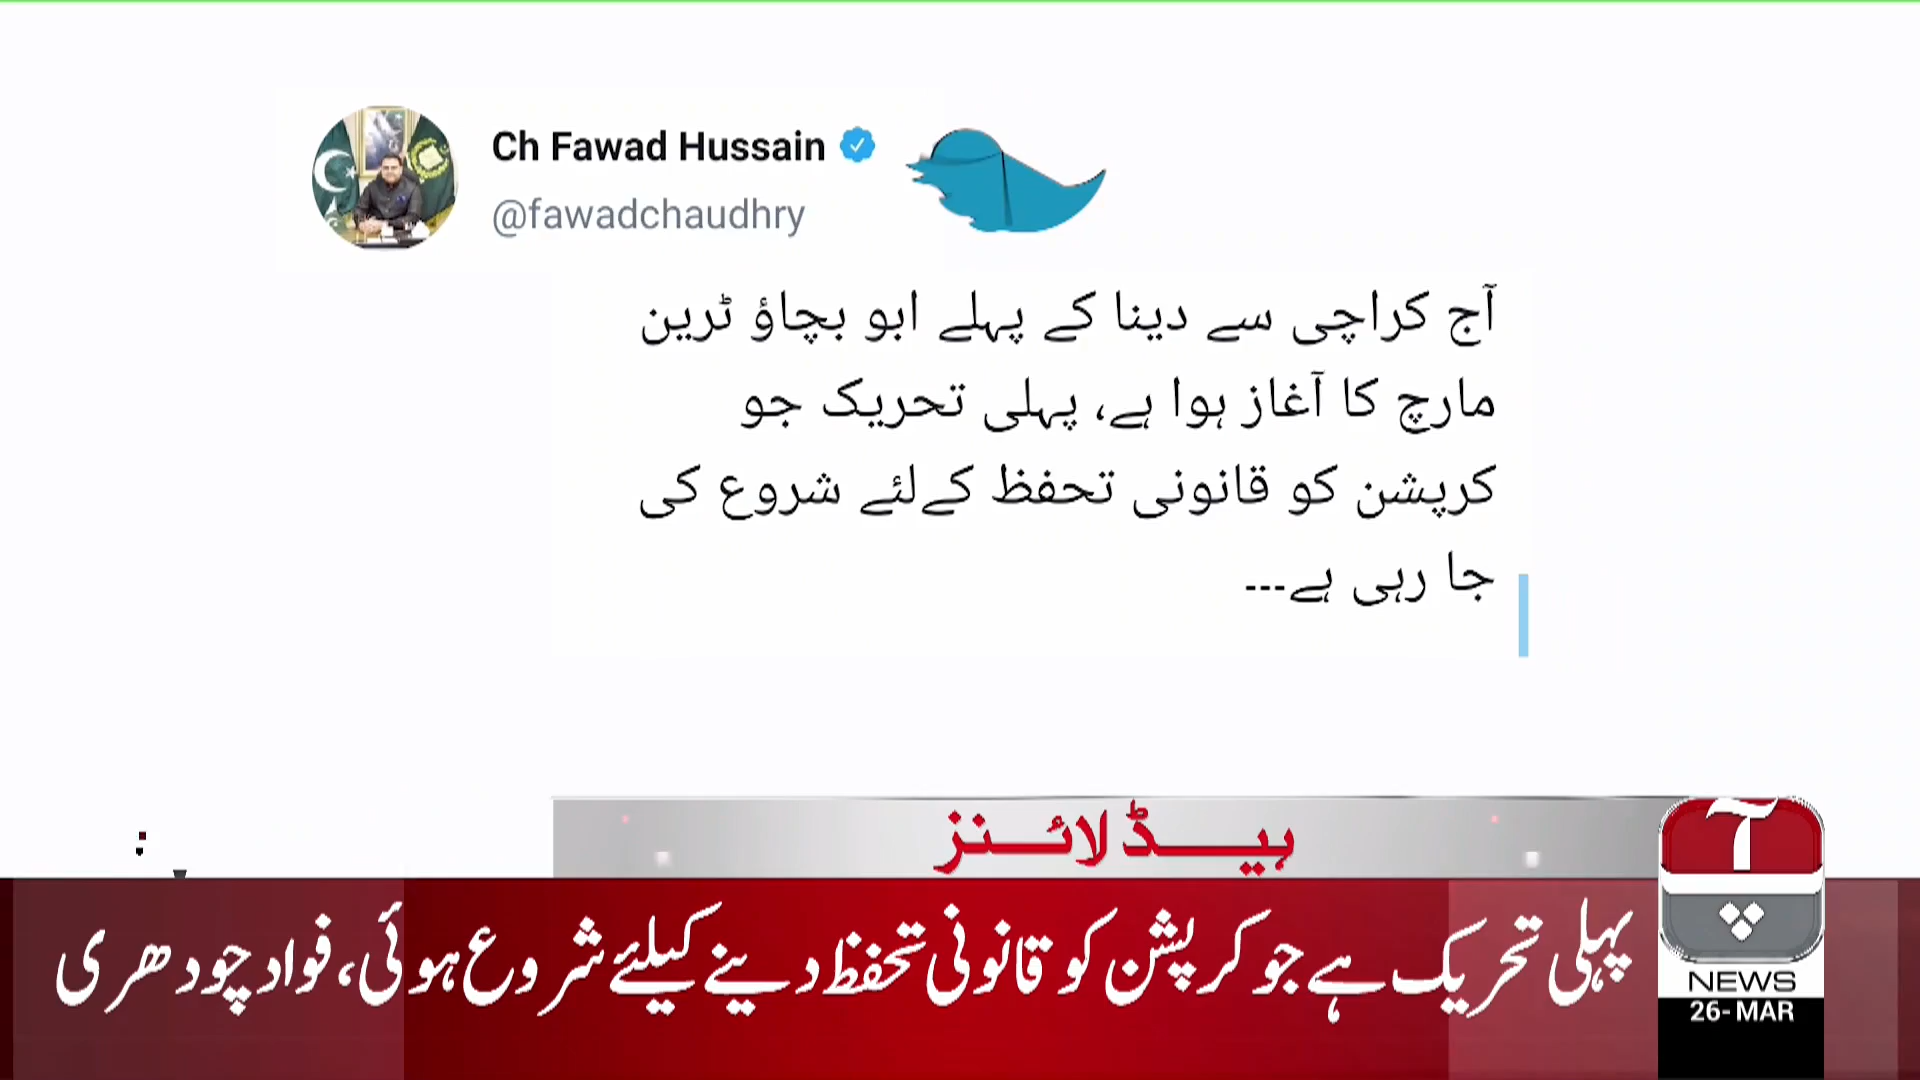 Ch Fawad Hussain
@fawadchaudhry
آج کراچی سے دینا کے پہلے ابو بچاؤ ٹرین
مارچ کا آغاز ہوا ہے، پہلی تحریک جو
کرپشن کو قانونی تحفظ کےلئے شروع کی
جا رہی ہے---
ہیڈ لائنز
پہلی تحریک ہے جو کرپشن کو قانونی تحفظ دینے کیلئے شروع ہوئی، فواد چودھری
آپ
NEWS
26- MAR